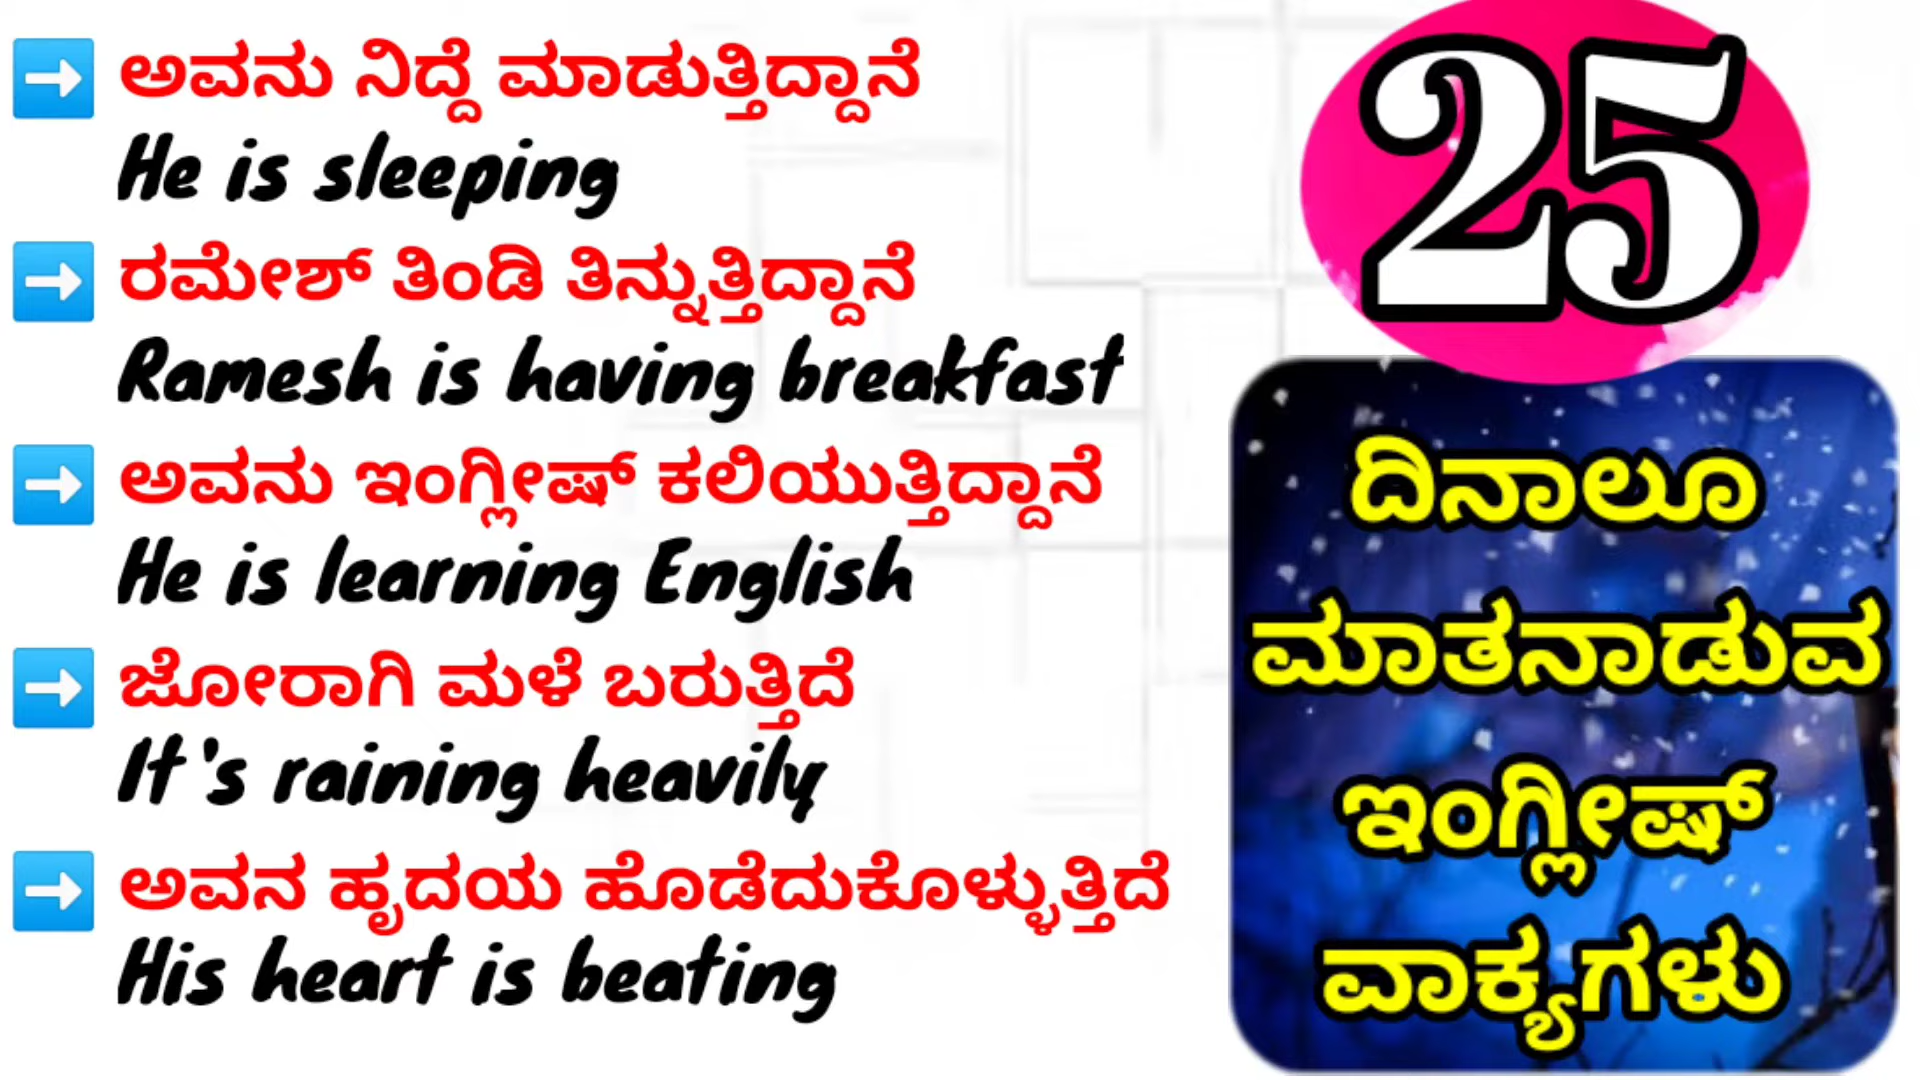 ಅವನು ನಿದ್ದೆ ಮಾಡುತ್ತಿದ್ದಾನೆ
He is sleeping
ರಮೇಶ್ ತಿಂಡಿ ತಿನ್ನುತ್ತಿದ್ದಾನೆ
Ramesh is having breakfast
ಅವನು ಇಂಗ್ಲೀಷ್ ಕಲಿಯುತ್ತಿದ್ದಾನೆ
He is learning English
ಜೋರಾಗಿ ಮಳೆ ಬರುತ್ತಿದೆ
It's raining heavily
ಅವನ ಹೃದಯ ಹೊಡೆದುಕೊಳ್ಳುತ್ತಿದೆ
His heart is beating
25
ದಿನಾಲೂ
ಮಾತನಾಡುವ
ಇಂಗ್ಲೀಷ್
ವಾಕ್ಯಗಳು